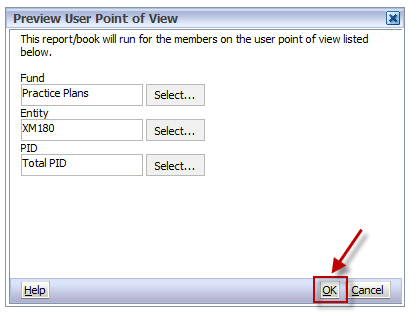 Preview User Point of View
This report/book will run for the members on the user point of view listed
below.
Fund
Practice Plans Select...
Entity
XM180 Select...
PID
Total PID Select...
Help OK Cancel